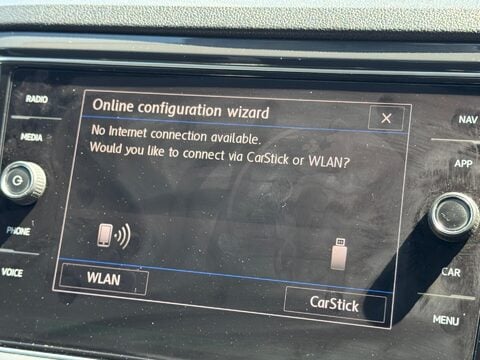 Online configuration wizard
No Internet connection available.
Would you like to connect via CarStick or WLAN?
WLAN
CarStick
RADIO
MEDIA
PHONE
VOICE
NAV
APP
CAR
MENU